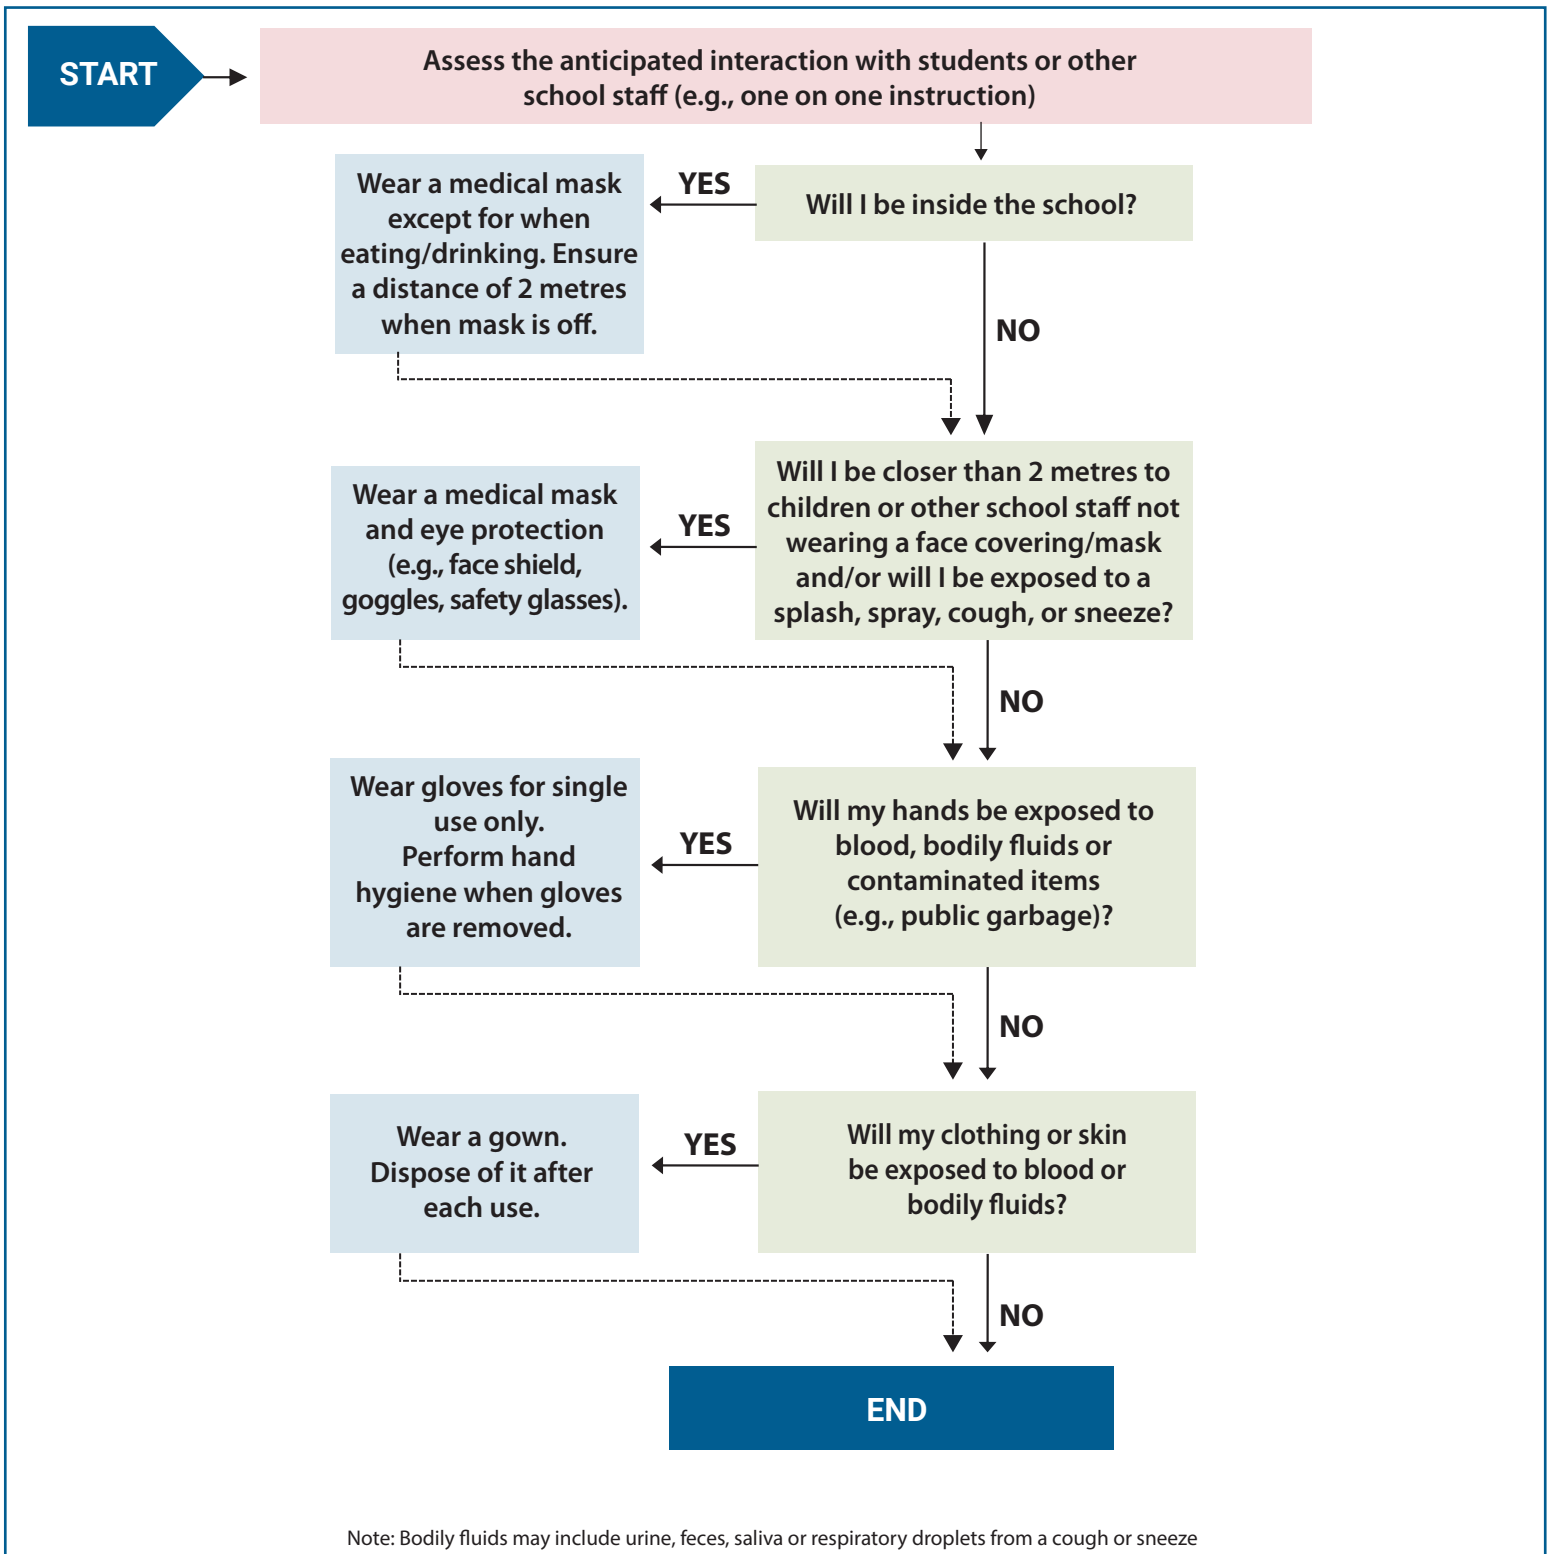 START
Assess the anticipated interaction with students or other
school staff (e.g., one on one instruction)
Wear a medical mask
except for when
eating/drinking. Ensure
a distance of 2 metres
when mask is off.
YES
Will I be inside the school?
NO
Wear a medical mask
and eye protection
(e.g., face shield,
goggles, safety glasses).
YES
Will I be closer than 2 metres to
children or other school staff not
wearing a face covering/mask
and/or will I be exposed to a
splash, spray, cough, or sneeze?
NO
Wear gloves for single
use only.
Perform hand
hygiene when gloves
are removed.
YES
Will my hands be exposed to
blood, bodily fluids or
contaminated items
(e.g., public garbage)?
NO
Wear a gown.
Dispose of it after
each use.
YES
Will my clothing or skin
be exposed to blood or
bodily fluids?
NO
END
Note: Bodily fluids may include urine, feces, saliva or respiratory droplets from a cough or sneeze